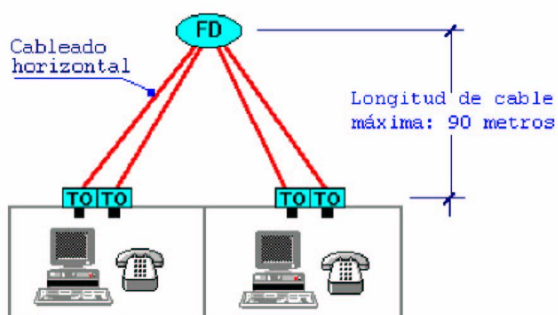 FD
Cableado
horizontal
Longitud de cable
máxima: 90 metros
TO TO
TO TO